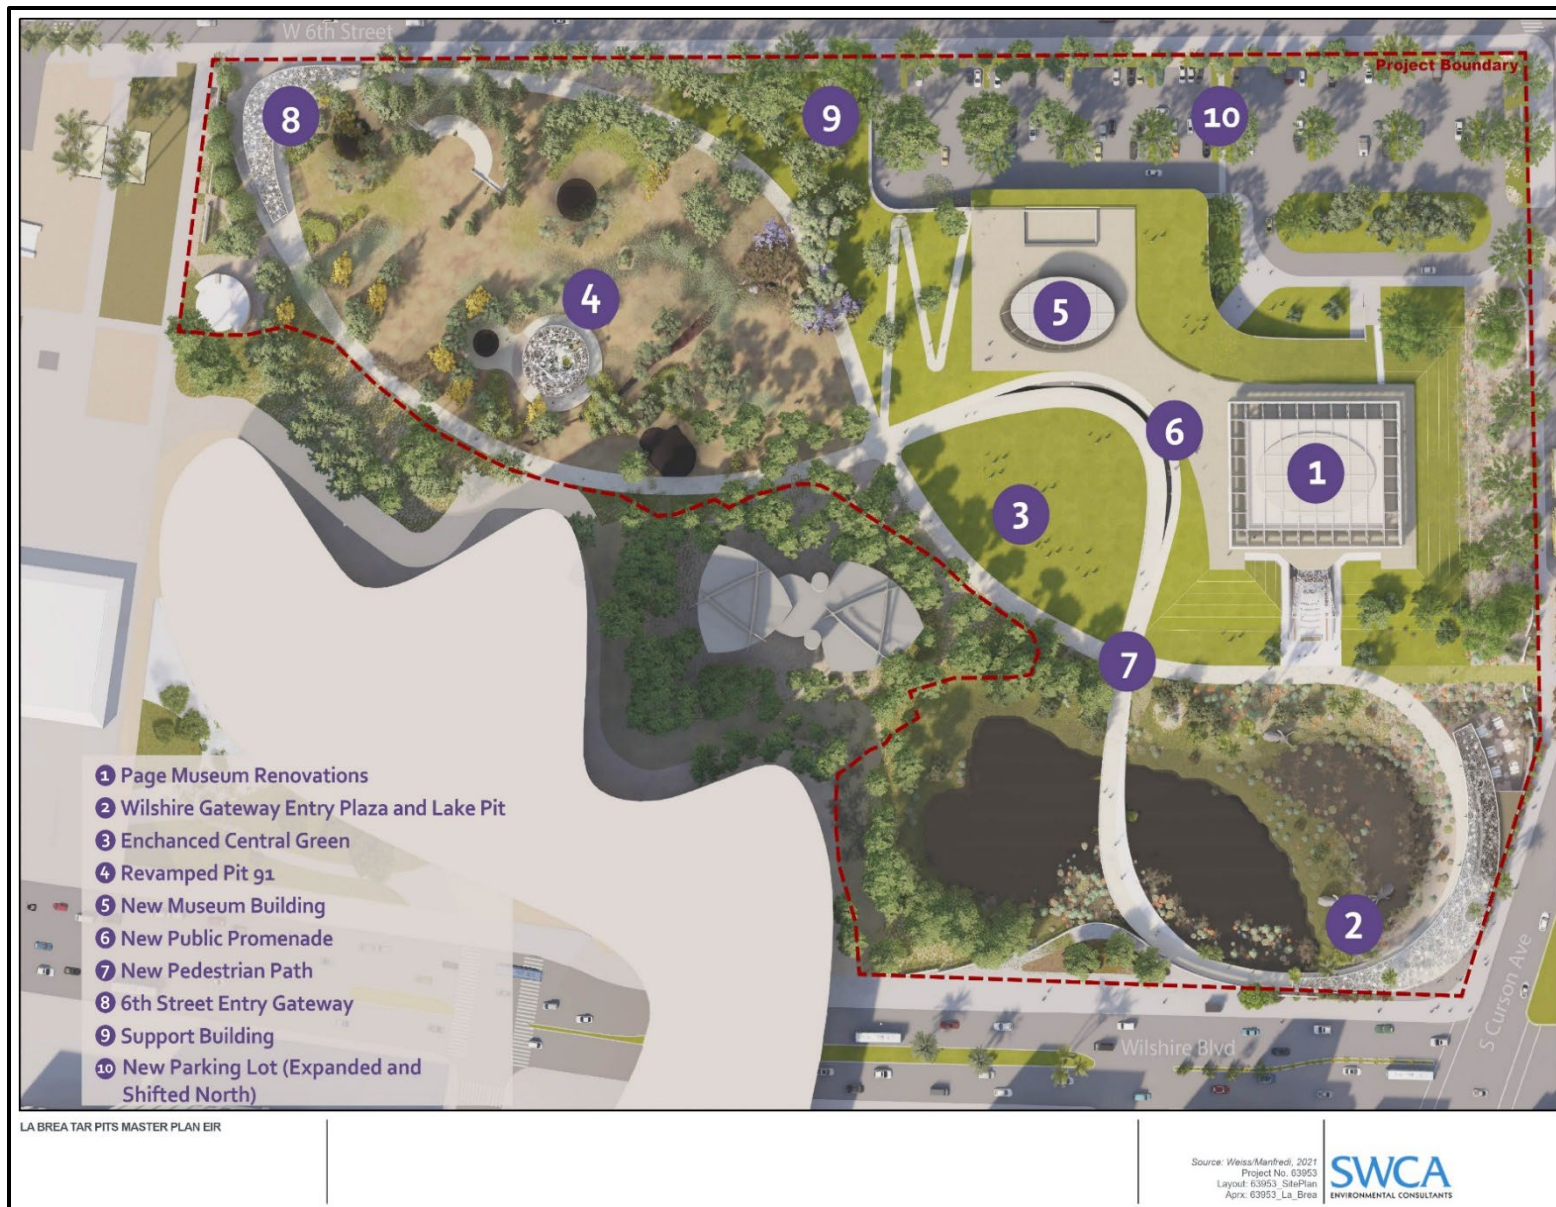 W 6th Street
Project Boundary
8
9
10
4
5
6
1
3
7
2
1 Page Museum Renovations
2 Wilshire Gateway Entry Plaza and Lake Pit
3 Enchanced Central Green
4 Revamped Pit 91
5 New Museum Building
6 New Public Promenade
7 New Pedestrian Path
8 6th Street Entry Gateway
9 Support Building
10 New Parking Lot (Expanded and
Shifted North)
Wilshire Blvd
S Curson Ave
LA BREA TAR PITS MASTER PLAN EIR
Source: Weiss/Manfredi, 2021
Project No. 63953
Layout: 63953_SitePlan
Aprx: 63953_La_Brea
SWCA
ENVIRONMENTAL CONSULTANTS